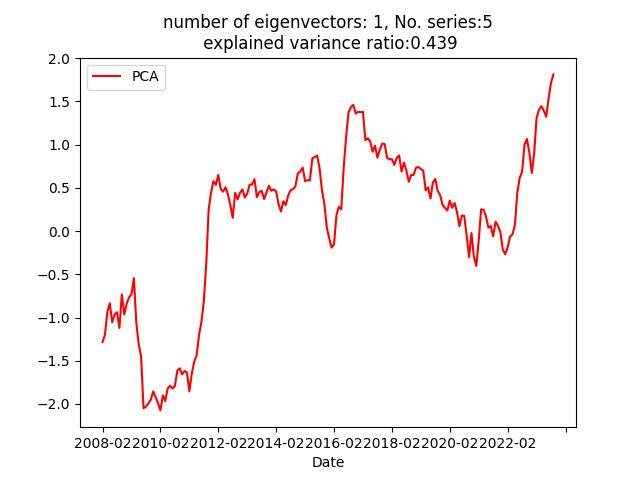 number of eigenvectors: 1, No. series:5
explained variance ratio:0.439
PCA
2.0
1.5
1.0
0.5
0.0
−0.5
−1.0
−1.5
−2.0
2008-022010-022012-022014-022016-022018-022020-022022-02
Date